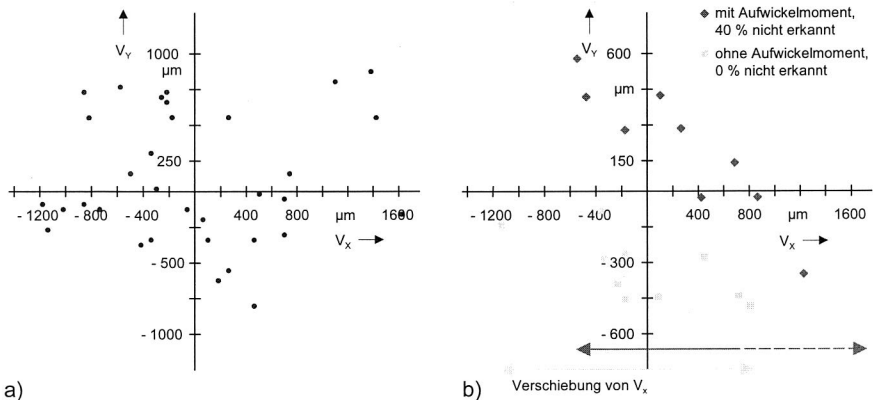 V_Y
1000
µm
250
- 1200
- 800
- 400
400
800
µm
1600
V_X
- 500
- 1000
a)
V_Y
600
µm
150
- 1200
- 800
- 400
400
800
µm
1600
V_X
- 300
- 600
mit Aufwickelmoment,
40 % nicht erkannt
ohne Aufwickelmoment,
0 % nicht erkannt
b)
Verschiebung von V_x